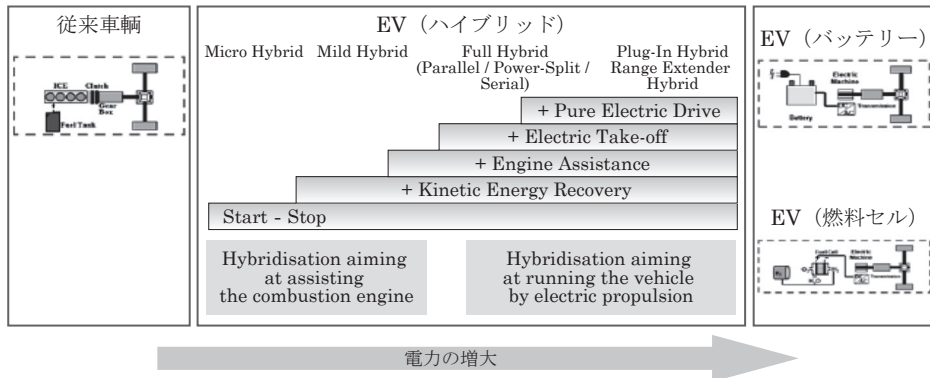 従来車輌
ICE Clutch
Gear
Box
Fuel Tank
EV（ハイブリッド）
Micro Hybrid Mild Hybrid Full Hybrid Plug-In Hybrid
(Parallel / Power-Split / Range Extender
Serial) Hybrid
+ Pure Electric Drive
+ Electric Take-off
+ Engine Assistance
+ Kinetic Energy Recovery
Start - Stop
Hybridisation aiming
at assisting
the combustion engine
Hybridisation aiming
at running the vehicle
by electric propulsion
EV（バッテリー）
Electric
Machine
Transmission
Battery
EV（燃料セル）
Fuel Cell
Electric
Machine
Transmission
H₂O
電力の増大